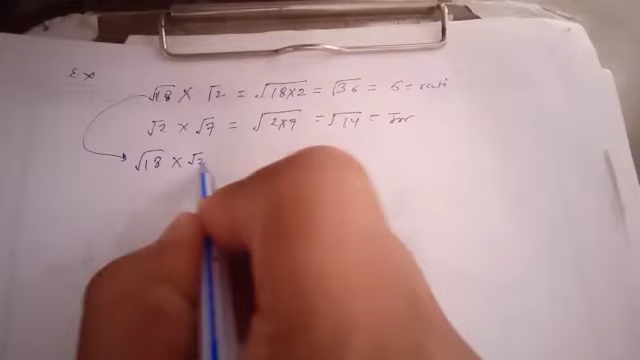 Ex
√18 × √2 = √18×2 = √36 = 6 = rati
√2 × √7 = √2×7 = √14 = Irr
√18 × √2